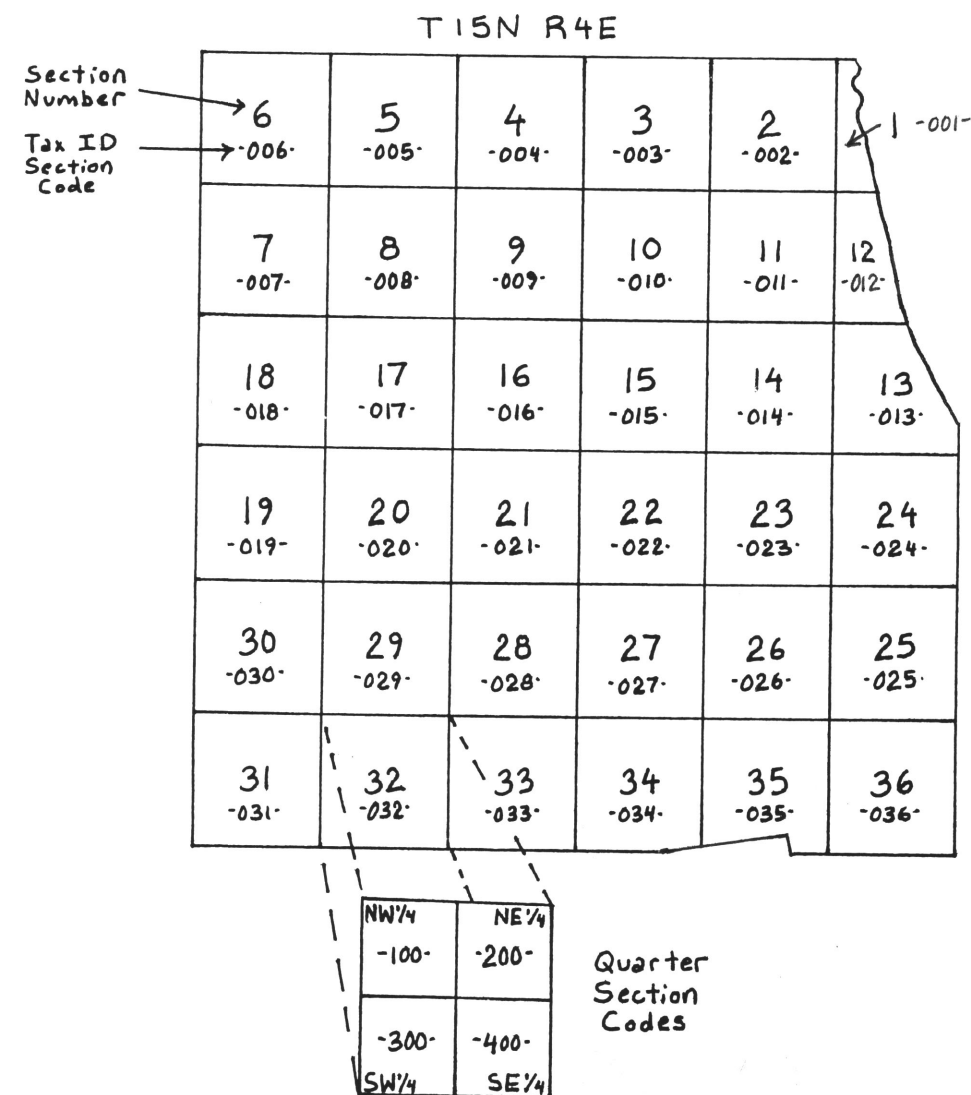 T15N R4E
Section
Number
Tax ID
Section
Code
6 5 4 3 2 1 -001-
-006- -005- -004- -003- -002-
7 8 9 10 11 12
-007- -008- -009- -010- -011- -012-
18 17 16 15 14 13
-018- -017- -016- -015- -014- -013-
19 20 21 22 23 24
-019- -020- -021- -022- -023- -024-
30 29 28 27 26 25
-030- -029- -028- -027- -026- -025-
31 32 33 34 35 36
-031- -032- -033- -034- -035- -036-
NW1/4 NE1/4
-100- -200-
-300- -400-
SW1/4 SE1/4
Quarter
Section
Codes